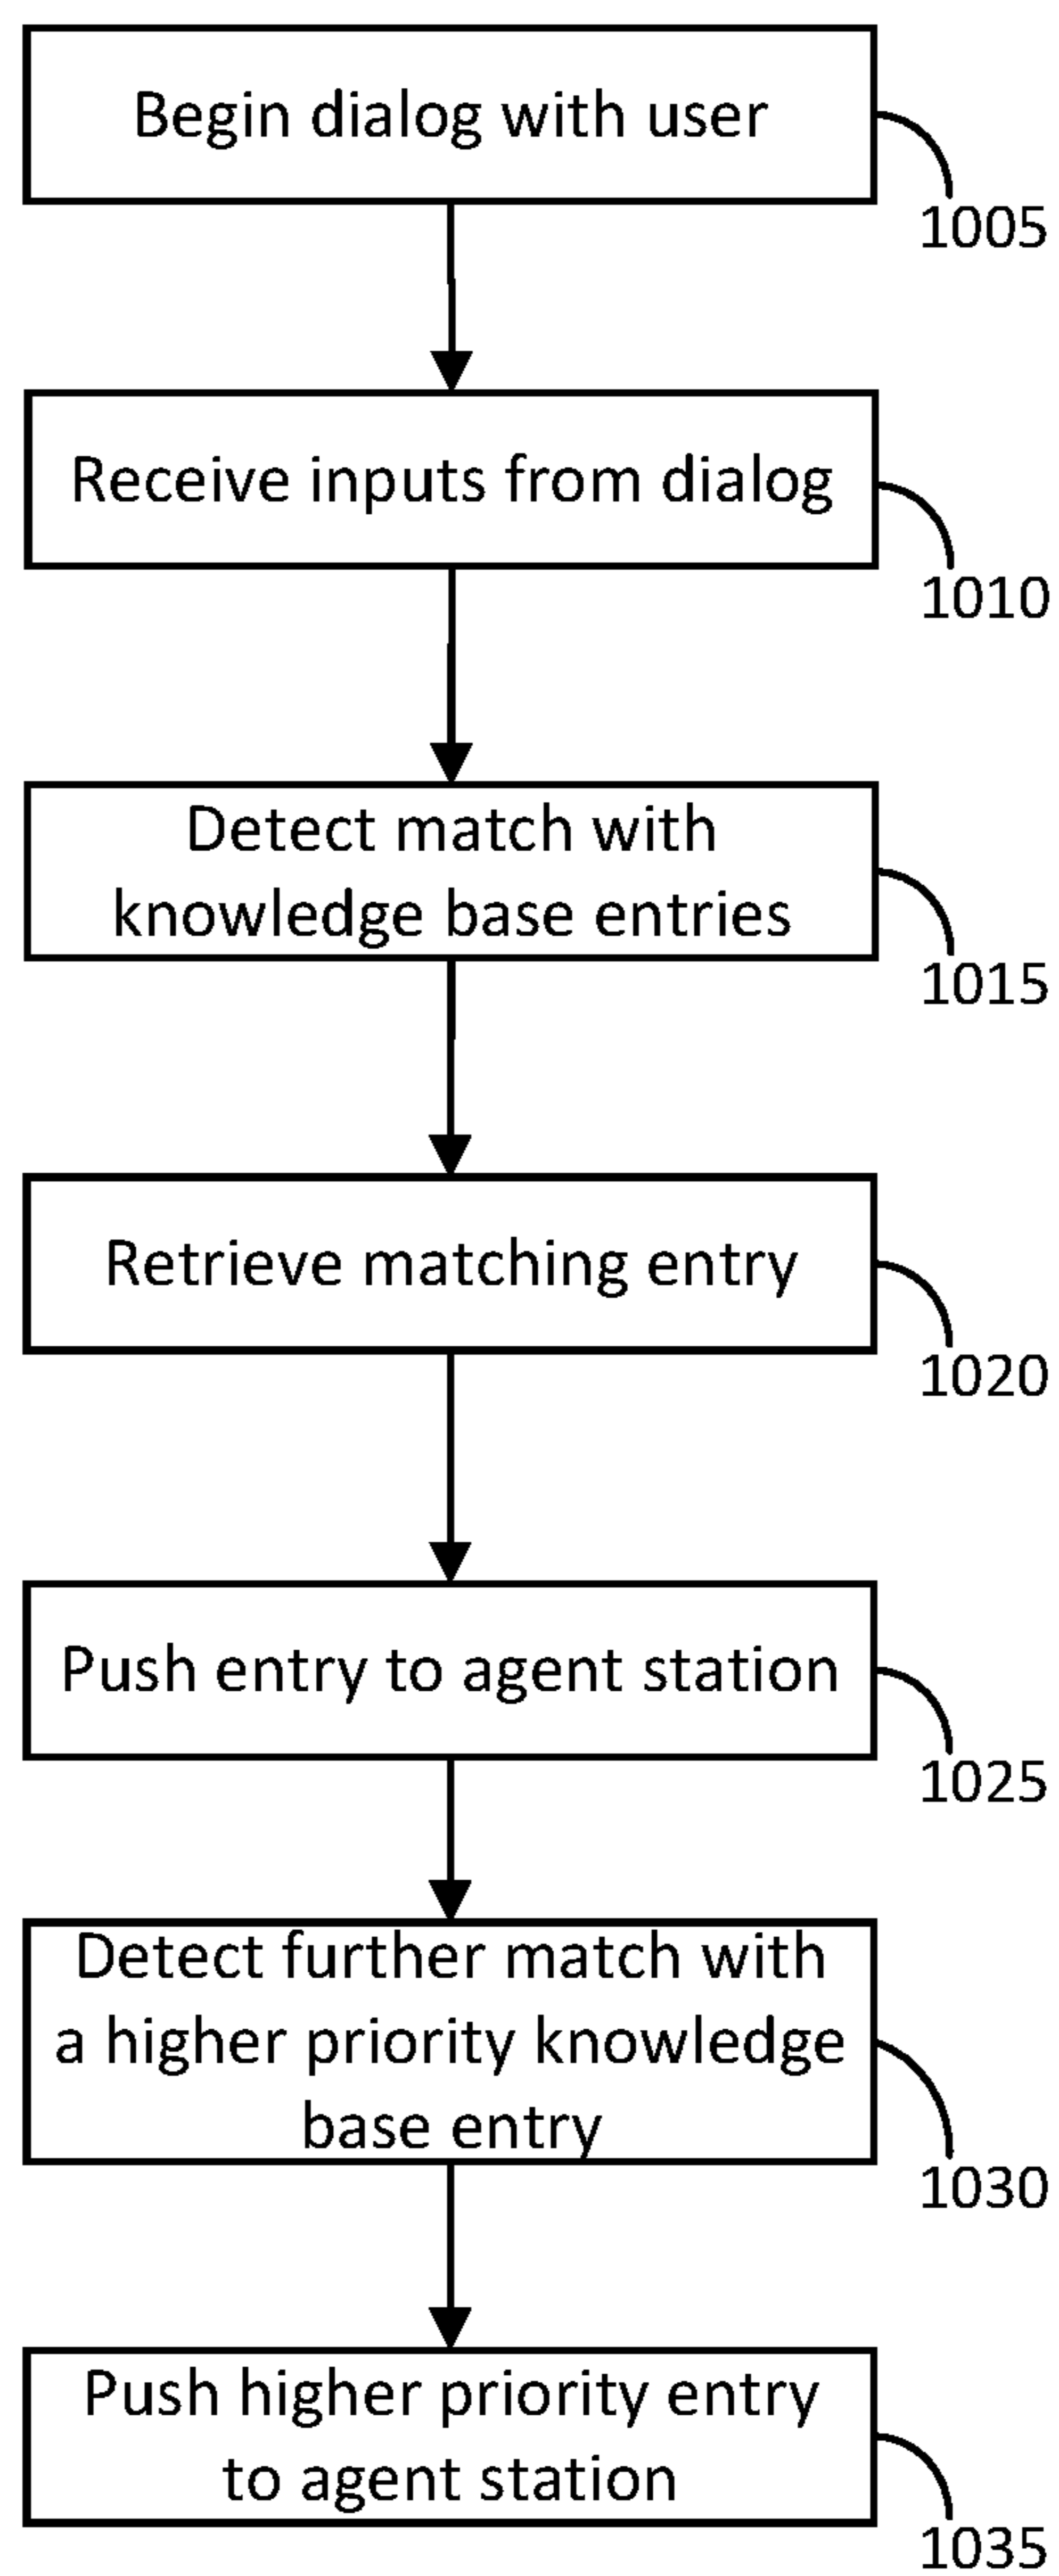 Begin dialog with user
1005
Receive inputs from dialog
1010
Detect match with
knowledge base entries
1015
Retrieve matching entry
1020
Push entry to agent station
1025
Detect further match with
a higher priority knowledge
base entry
1030
Push higher priority entry
to agent station
1035